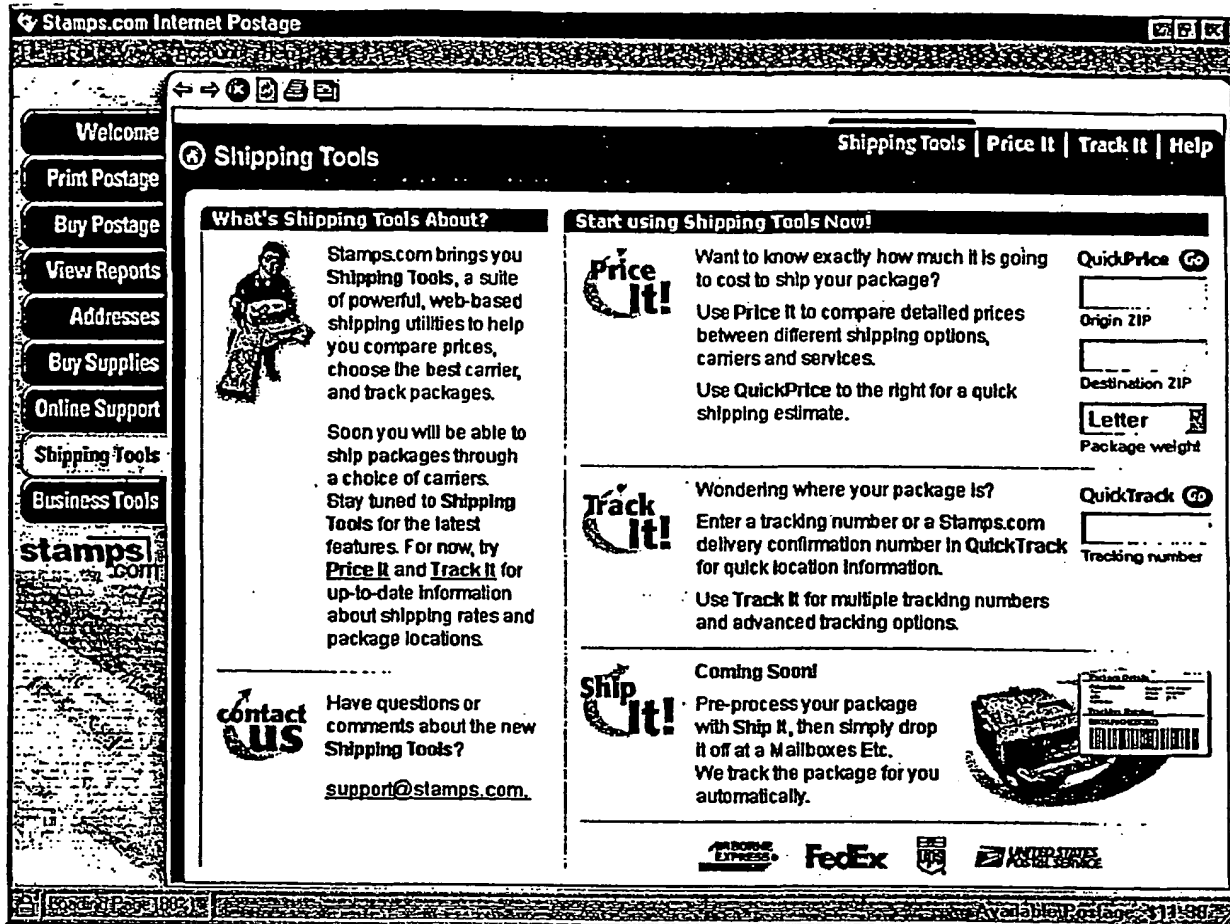 Stamps.com Internet Postage
Welcome
Print Postage
Buy Postage
View Reports
Addresses
Buy Supplies
Online Support
Shipping Tools
Business Tools
stamps
.com
Shipping Tools
Shipping Tools | Price It | Track It | Help
What's Shipping Tools About?
Stamps.com brings you
Shipping Tools, a suite
of powerful, web-based
shipping utilities to help
you compare prices,
choose the best carrier,
and track packages.
Soon you will be able to
ship packages through
a choice of carriers.
Stay tuned to Shipping
Tools for the latest
features. For now, try
Price It and Track It for
up-to-date information
about shipping rates and
package locations.
contact
us
Have questions or
comments about the new
Shipping Tools?
support@stamps.com.
Start using Shipping Tools Now!
Price
It!
Want to know exactly how much it is going
to cost to ship your package?
Use Price It to compare detailed prices
between different shipping options,
carriers and services.
Use QuickPrice to the right for a quick
shipping estimate.
QuickPrice Go
Origin ZIP
Destination ZIP
Letter
Package weight
Track
It!
Wondering where your package is?
Enter a tracking number or a Stamps.com
delivery confirmation number in QuickTrack
for quick location information.
Use Track It for multiple tracking numbers
and advanced tracking options.
QuickTrack Go
Tracking number
Ship
It!
Coming Soon!
Pre-process your package
with Ship It, then simply drop
it off at a Mailboxes Etc.
We track the package for you
automatically.
AIRBORNE
EXPRESS
FedEx
UPS
UNITED STATES
POSTAL SERVICE
Loading Page
Available Postage: